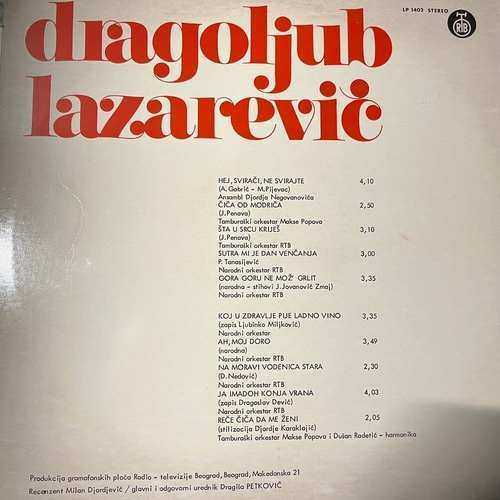 LP 1402 STEREO
RTB
dragoljub
lazarevič
HEJ, SVIRAČI, NE SVIRAJTE 4,10
(A. Gabrić - M. Pijevac)
Ansambl Djordja Negovanovića
ČIČA OD MODRIČA 2,50
(J. Penava)
Tamburaški orkestar Makse Popova
ŠTA U SRCU KRIJEŠ 3,10
(J. Penava)
Tamburaški orkestar RTB
SUTRA MI JE DAN VENČANJA 3,00
P. Tanasijević
Narodni orkestar RTB
GORA GORU NE MOŽ' GRLIT 3,35
(narodna - stihovi J. Jovanović Zmaj)
Narodni orkestar RTB
KOJ U ZDRAVLJE PIJE LADNO VINO 3,35
(zapis Ljubinko Miljković)
Narodni orkestar
AH, MOJ DORO 3,49
(narodna)
Narodni orkestar RTB
NA MORAVI VODENICA STARA 2,30
(D. Nedović)
Narodni orkestar RTB
JA IMADOH KONJA VRANA 4,03
(zapis Dragoslav Dević)
Narodni orkestar RTB
REČE ČIČA DA ME ŽENI 2,05
(stilizacija Djordje Karaklajić)
Tamburaški orkestar Makse Popova i Dušan Radetić - harmonika
Produkcija gramofonskih ploča Radio - televizije Beograd, Beograd, Makedonska 21
Recenzent Milan Djordjević / glavni i odgovorni urednik Dragiša PETKOVIĆ